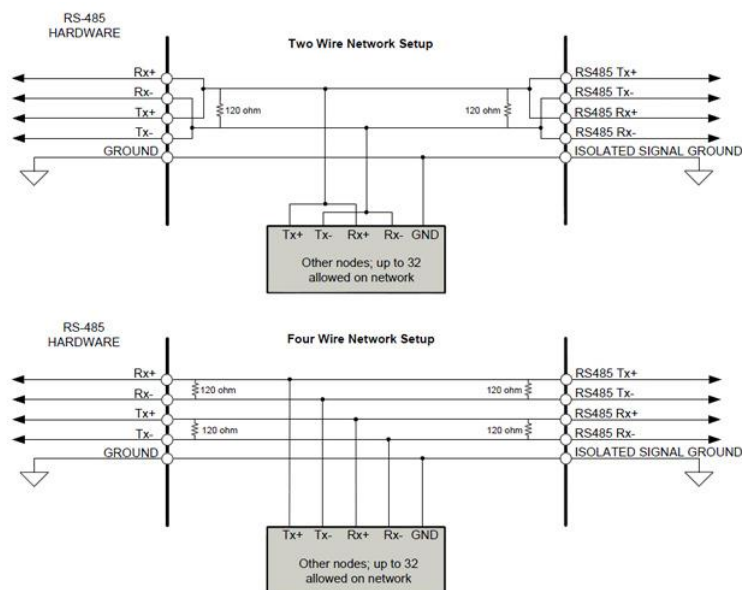 RS-485
HARDWARE
Two Wire Network Setup
Rx+
RS485 Tx+
Rx-
120 ohm
120 ohm
RS485 Tx-
Tx+
RS485 Rx+
Tx-
RS485 Rx-
GROUND
ISOLATED SIGNAL GROUND
Tx+ Tx- Rx+ Rx- GND
Other nodes; up to 32
allowed on network
RS-485
HARDWARE
Four Wire Network Setup
Rx+
RS485 Tx+
120 ohm
120 ohm
Rx-
RS485 Tx-
Tx+
RS485 Rx+
120 ohm
120 ohm
Tx-
RS485 Rx-
GROUND
ISOLATED SIGNAL GROUND
Tx+ Tx- Rx+ Rx- GND
Other nodes; up to 32
allowed on network